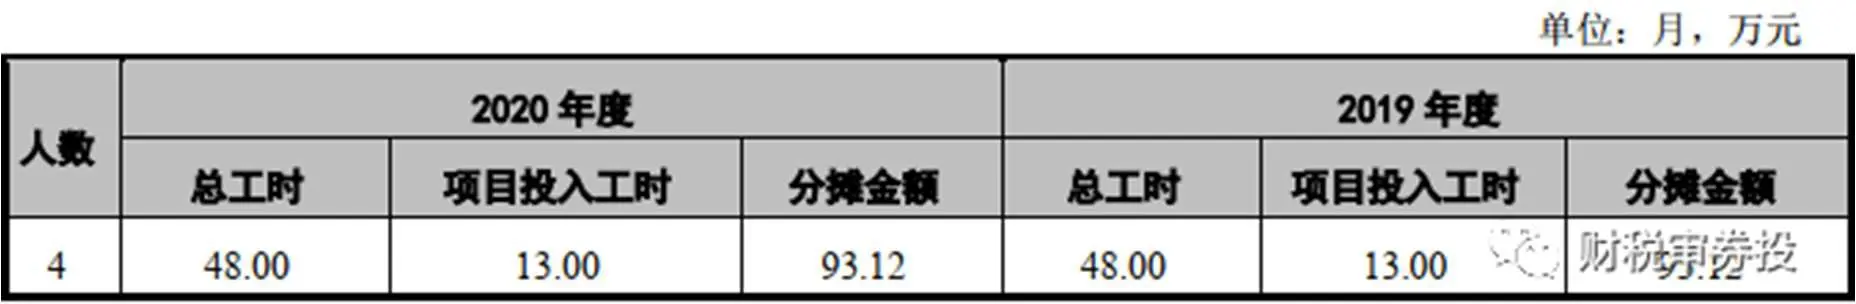 单位：月，万元
人数 2020 年度 2019 年度
总工时 项目投入工时 分摊金额 总工时 项目投入工时 分摊金额
4 48.00 13.00 93.12 48.00 13.00
财税审券投